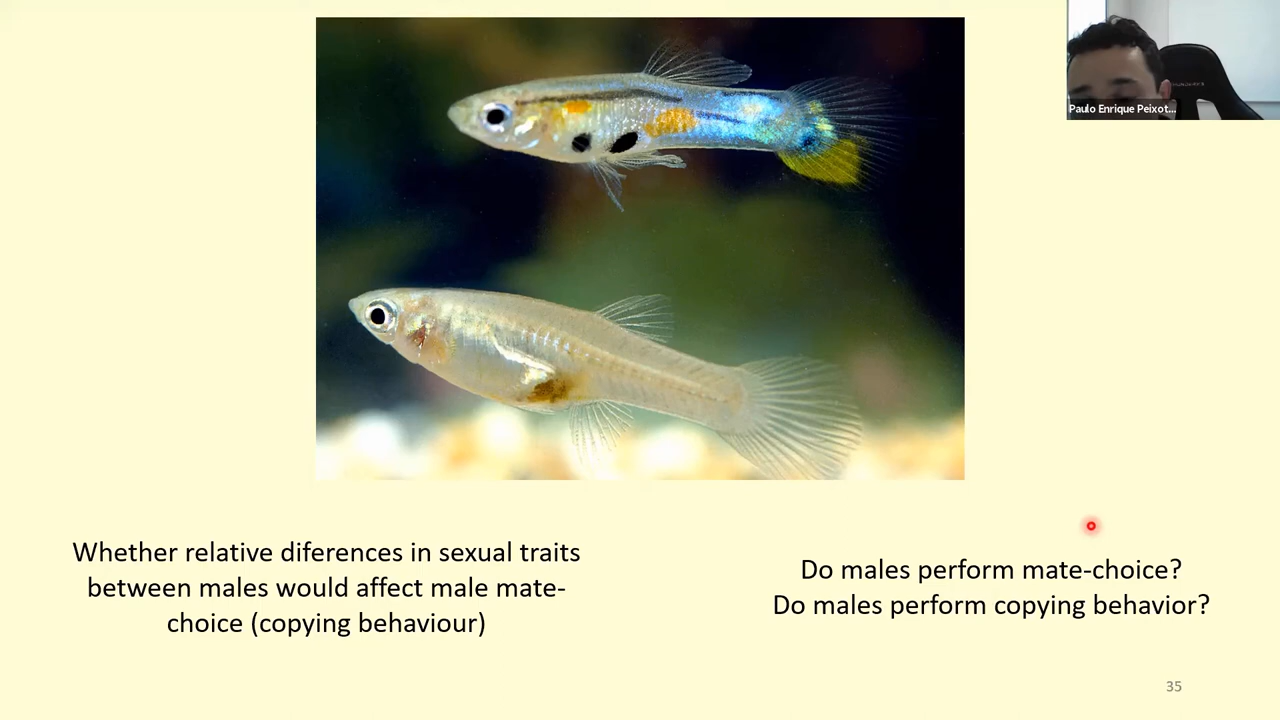 Paulo Enrique Peixot...
Whether relative diferences in sexual traits
between males would affect male mate-
choice (copying behaviour)
Do males perform mate-choice?
Do males perform copying behavior?
35